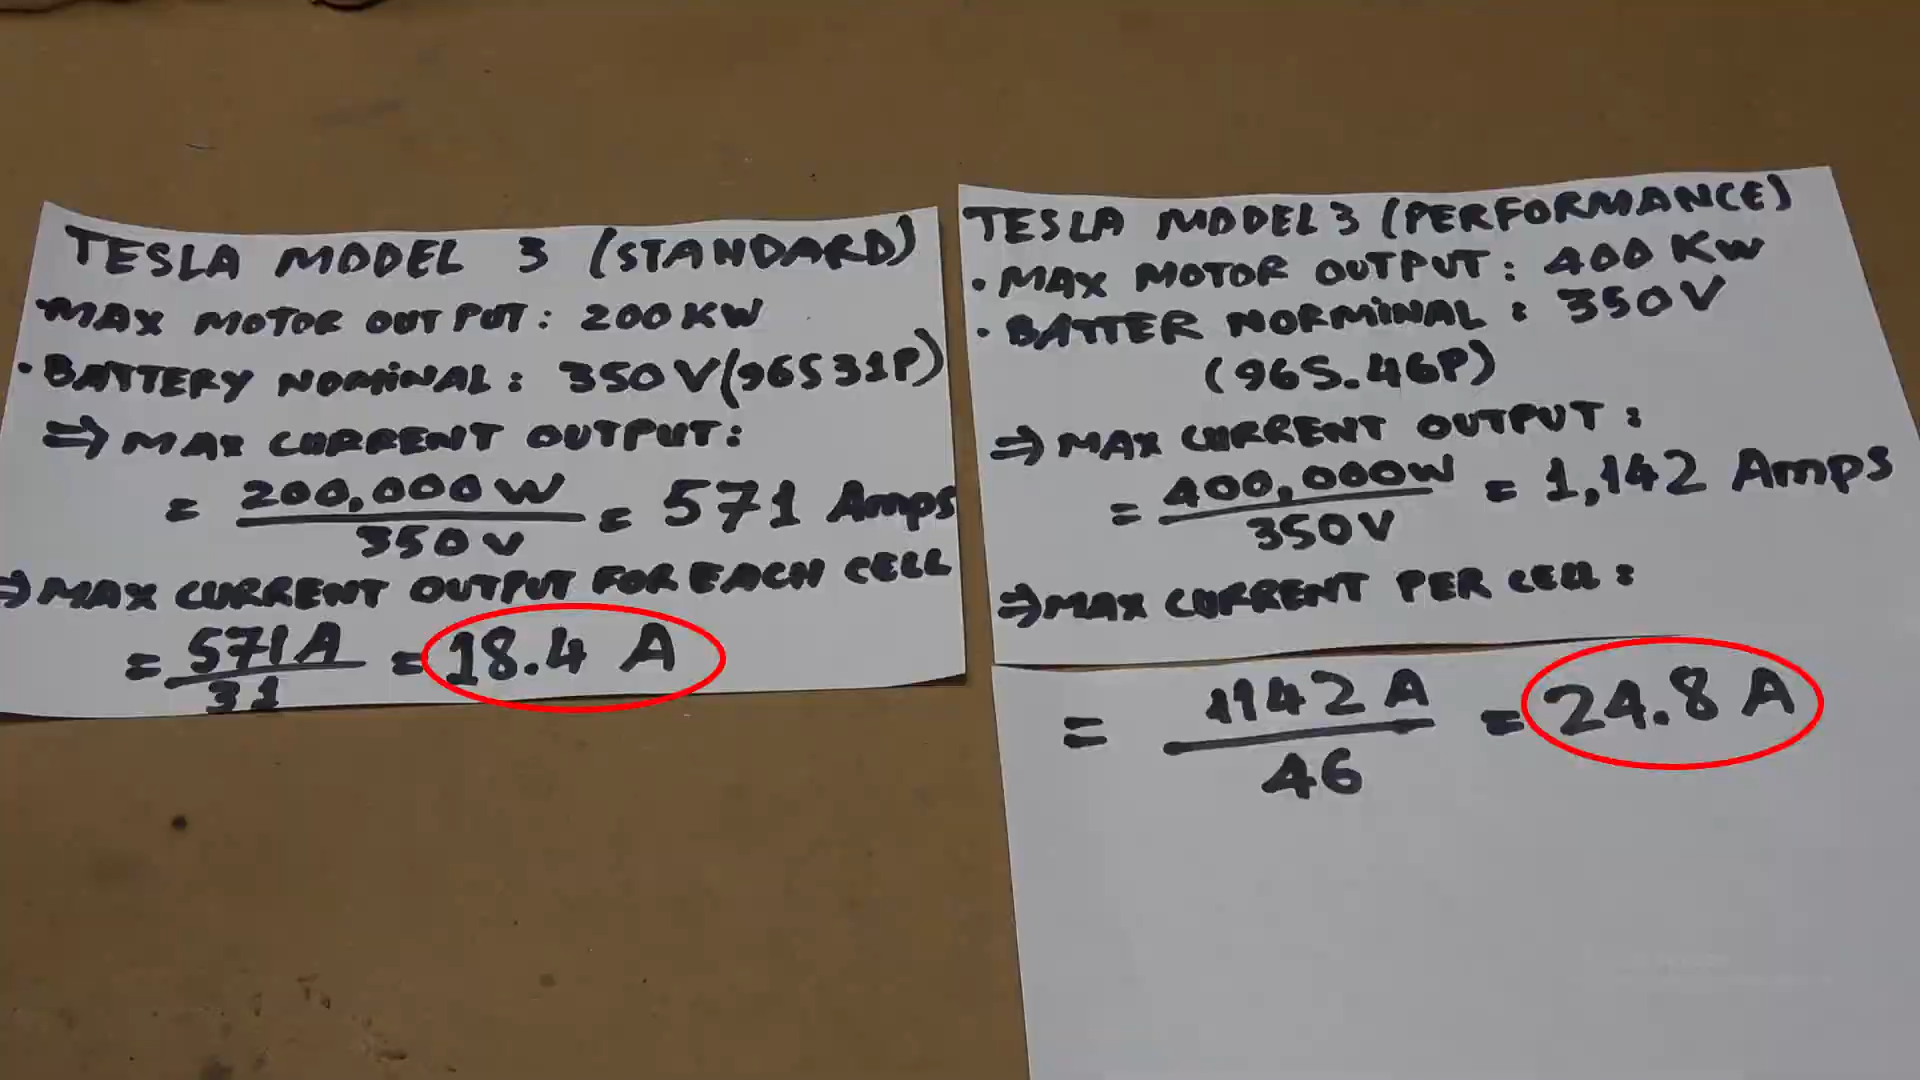 TESLA MODEL 3 (STANDARD)
MAX MOTOR OUTPUT: 200KW
• BATTERY NOMINAL: 350V(96S31P)
⇒ MAX CURRENT OUTPUT:
= 200,000W / 350V = 571 Amps
⇒ MAX CURRENT OUTPUT FOR EACH CELL
= 571A / 31 = 18.4 A
TESLA MODEL 3 (PERFORMANCE)
• MAX MOTOR OUTPUT: 400 KW
• BATTER NORMINAL: 350V
(96S.46P)
⇒ MAX CURRENT OUTPUT:
= 400,000W / 350V = 1,142 Amps
⇒ MAX CURRENT PER CELL:
= 1142 A / 46 = 24.8 A